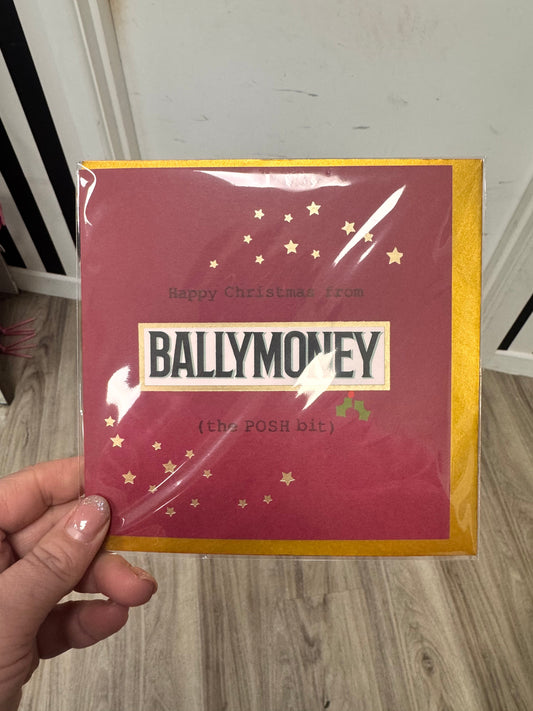 Happy Christmas from
BALLYMONEY
(the POSH bit)